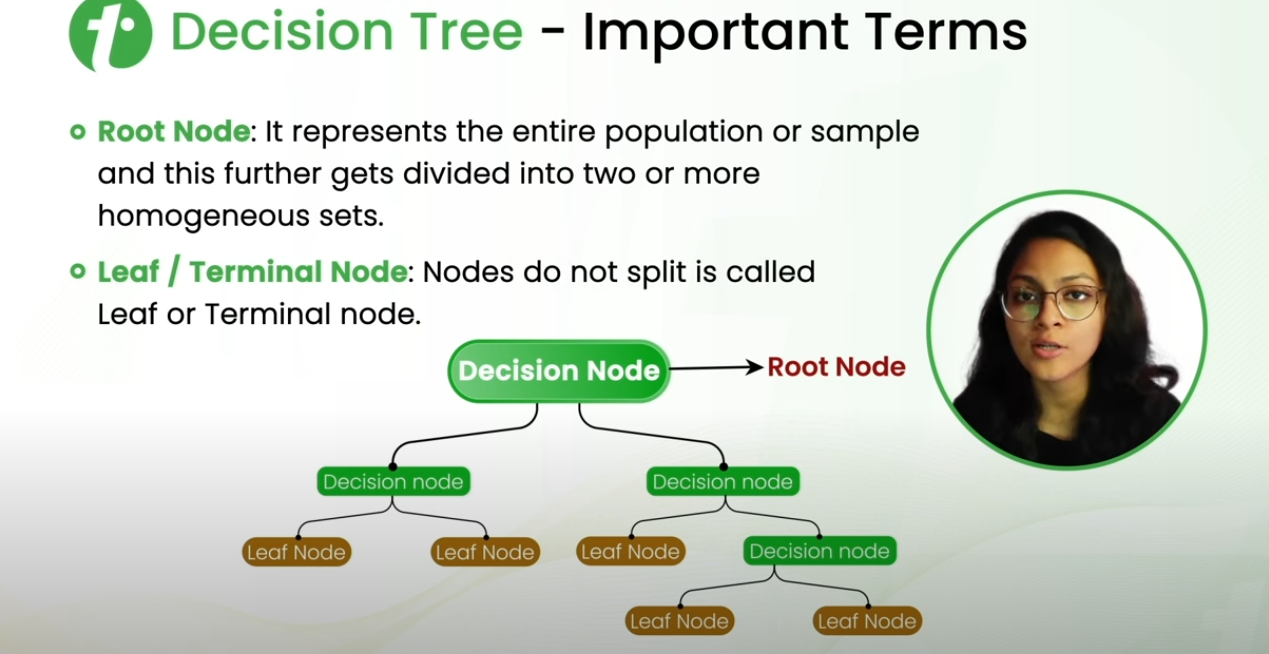 Decision Tree - Important Terms
Root Node: It represents the entire population or sample
and this further gets divided into two or more
homogeneous sets.
Leaf / Terminal Node: Nodes do not split is called
Leaf or Terminal node.
Decision Node
Root Node
Decision node
Decision node
Leaf Node
Leaf Node
Leaf Node
Decision node
Leaf Node
Leaf Node